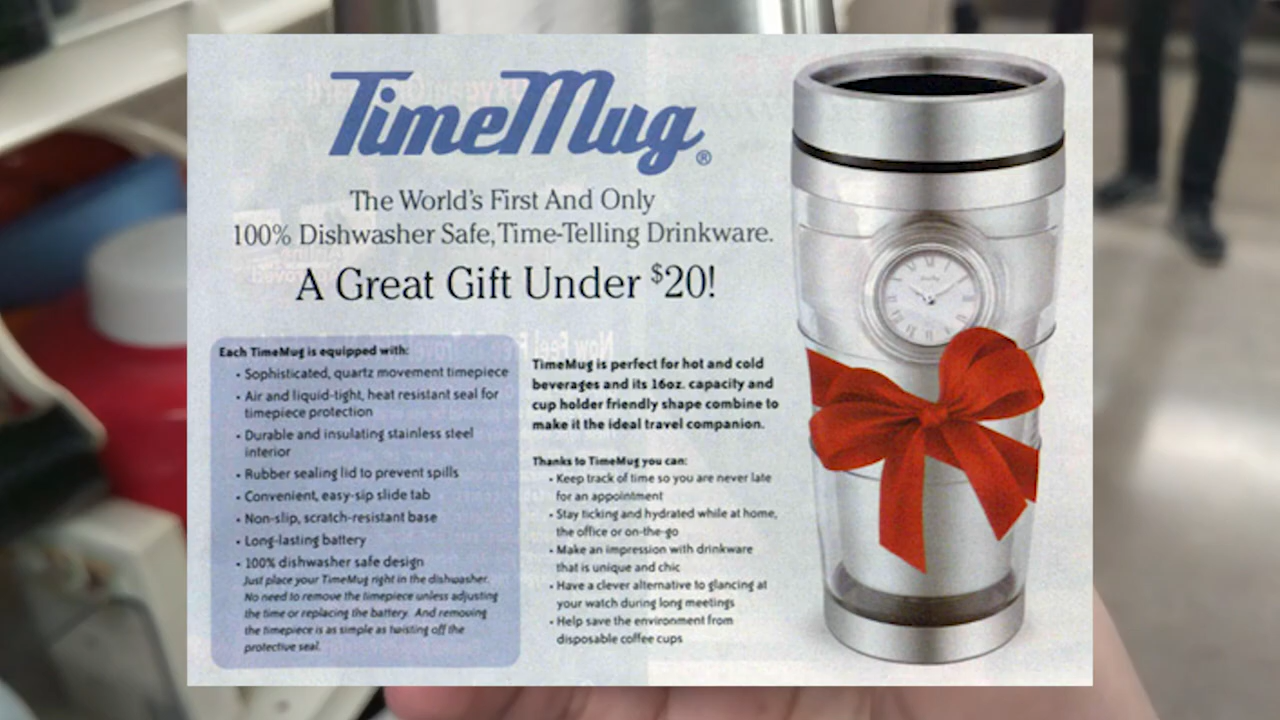 TimeMug®
The World's First And Only
100% Dishwasher Safe, Time-Telling Drinkware.
A Great Gift Under $20!
Each TimeMug is equipped with:
• Sophisticated, quartz movement timepiece
• Air and liquid-tight, heat resistant seal for
timepiece protection
• Durable and insulating stainless steel
interior
• Rubber sealing lid to prevent spills
• Convenient, easy-sip slide tab
• Non-slip, scratch-resistant base
• Long-lasting battery
• 100% dishwasher safe design
Just place your TimeMug right in the dishwasher.
No need to remove the timepiece unless adjusting
the time or replacing the battery. And removing
the timepiece is as simple as twisting off the
protective seal.
TimeMug is perfect for hot and cold
beverages and its 16oz. capacity and
cup holder friendly shape combine to
make it the ideal travel companion.
Thanks to TimeMug you can:
• Keep track of time so you are never late
for an appointment
• Stay ticking and hydrated while at home,
the office or on-the-go
• Make an impression with drinkware
that is unique and chic
• Have a clever alternative to glancing at
your watch during long meetings
• Help save the environment from
disposable coffee cups